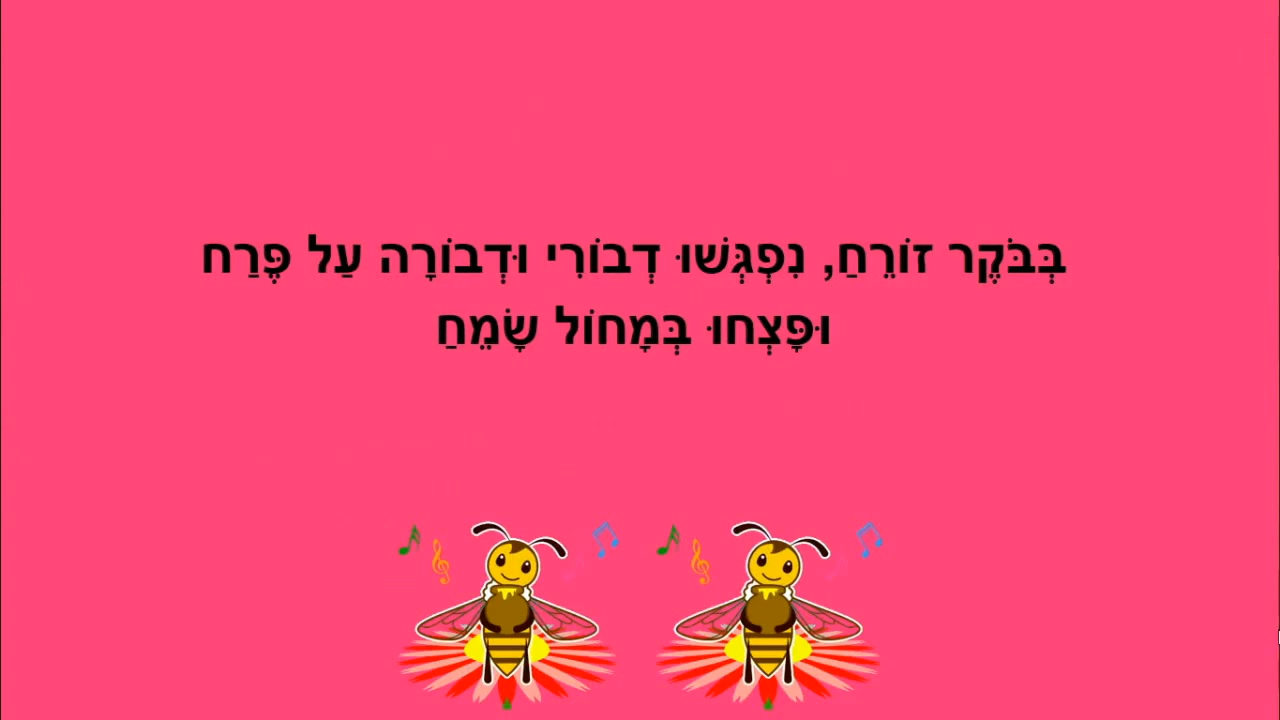 בְּבֹּקֶר זוֹרֵחַ, נִפְגְּשׁוּ דְבוֹרִי וּדְבוֹרָה עַל פֶּרַח
וּפָּצְחוּ בְּמָחוֹל שָׂמֵחַ